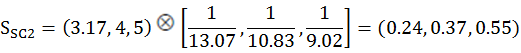 S_SC2 = (3.17, 4, 5) ⊗ [1/13.07, 1/10.83, 1/9.02] = (0.24, 0.37, 0.55)